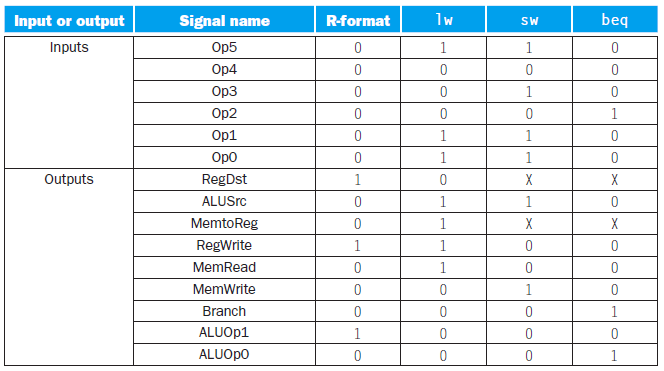 Input or output Signal name R-format lw sw beq
Inputs Op5 0 1 1 0
Op4 0 0 0 0
Op3 0 0 1 0
Op2 0 0 0 1
Op1 0 1 1 0
Op0 0 1 1 0
Outputs RegDst 1 0 X X
ALUSrc 0 1 1 0
MemtoReg 0 1 X X
RegWrite 1 1 0 0
MemRead 0 1 0 0
MemWrite 0 0 1 0
Branch 0 0 0 1
ALUOp1 1 0 0 0
ALUOp0 0 0 0 1